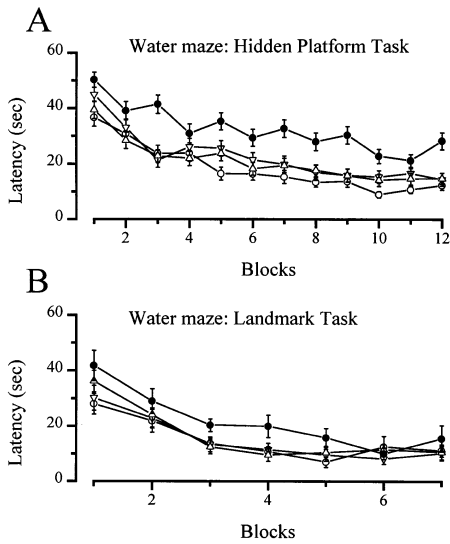 A
Water maze: Hidden Platform Task
60
40
20
0
Latency (sec)
2 4 6 8 10 12
Blocks
B
Water maze: Landmark Task
60
40
20
0
Latency (sec)
2 4 6
Blocks